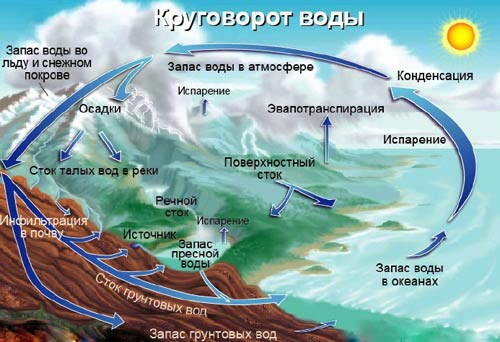 Круговорот воды
Запас воды во
льду и снежном
покрове
Запас воды в атмосфере
Конденсация
Испарение
Осадки
Эвапотранспирация
Испарение
Сток талых вод в реки
Поверхностный
сток
Речной
сток
Инфильтрация
в почву
Испарение
Источник
Запас
пресной
воды
Запас воды
в океанах
Сток грунтовых вод
Запас грунтовых вод